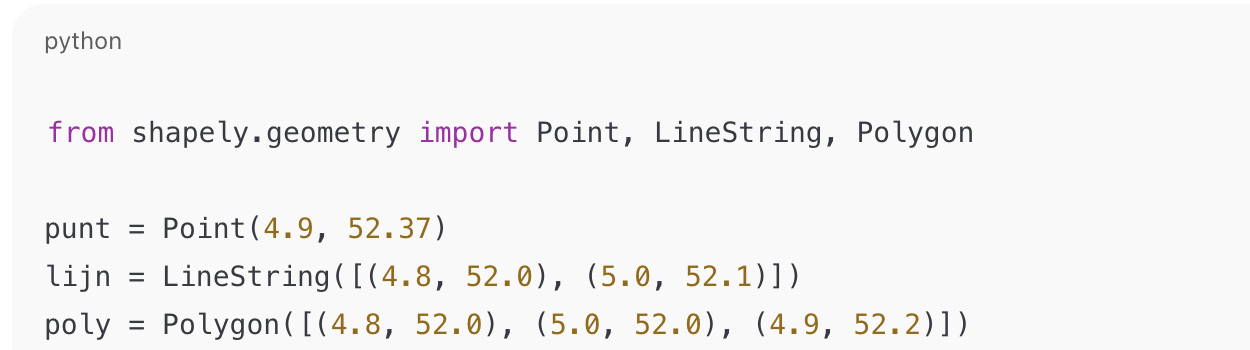 python
from shapely.geometry import Point, LineString, Polygon
punt = Point(4.9, 52.37)
lijn = LineString([(4.8, 52.0), (5.0, 52.1)])
poly = Polygon([(4.8, 52.0), (5.0, 52.0), (4.9, 52.2)])